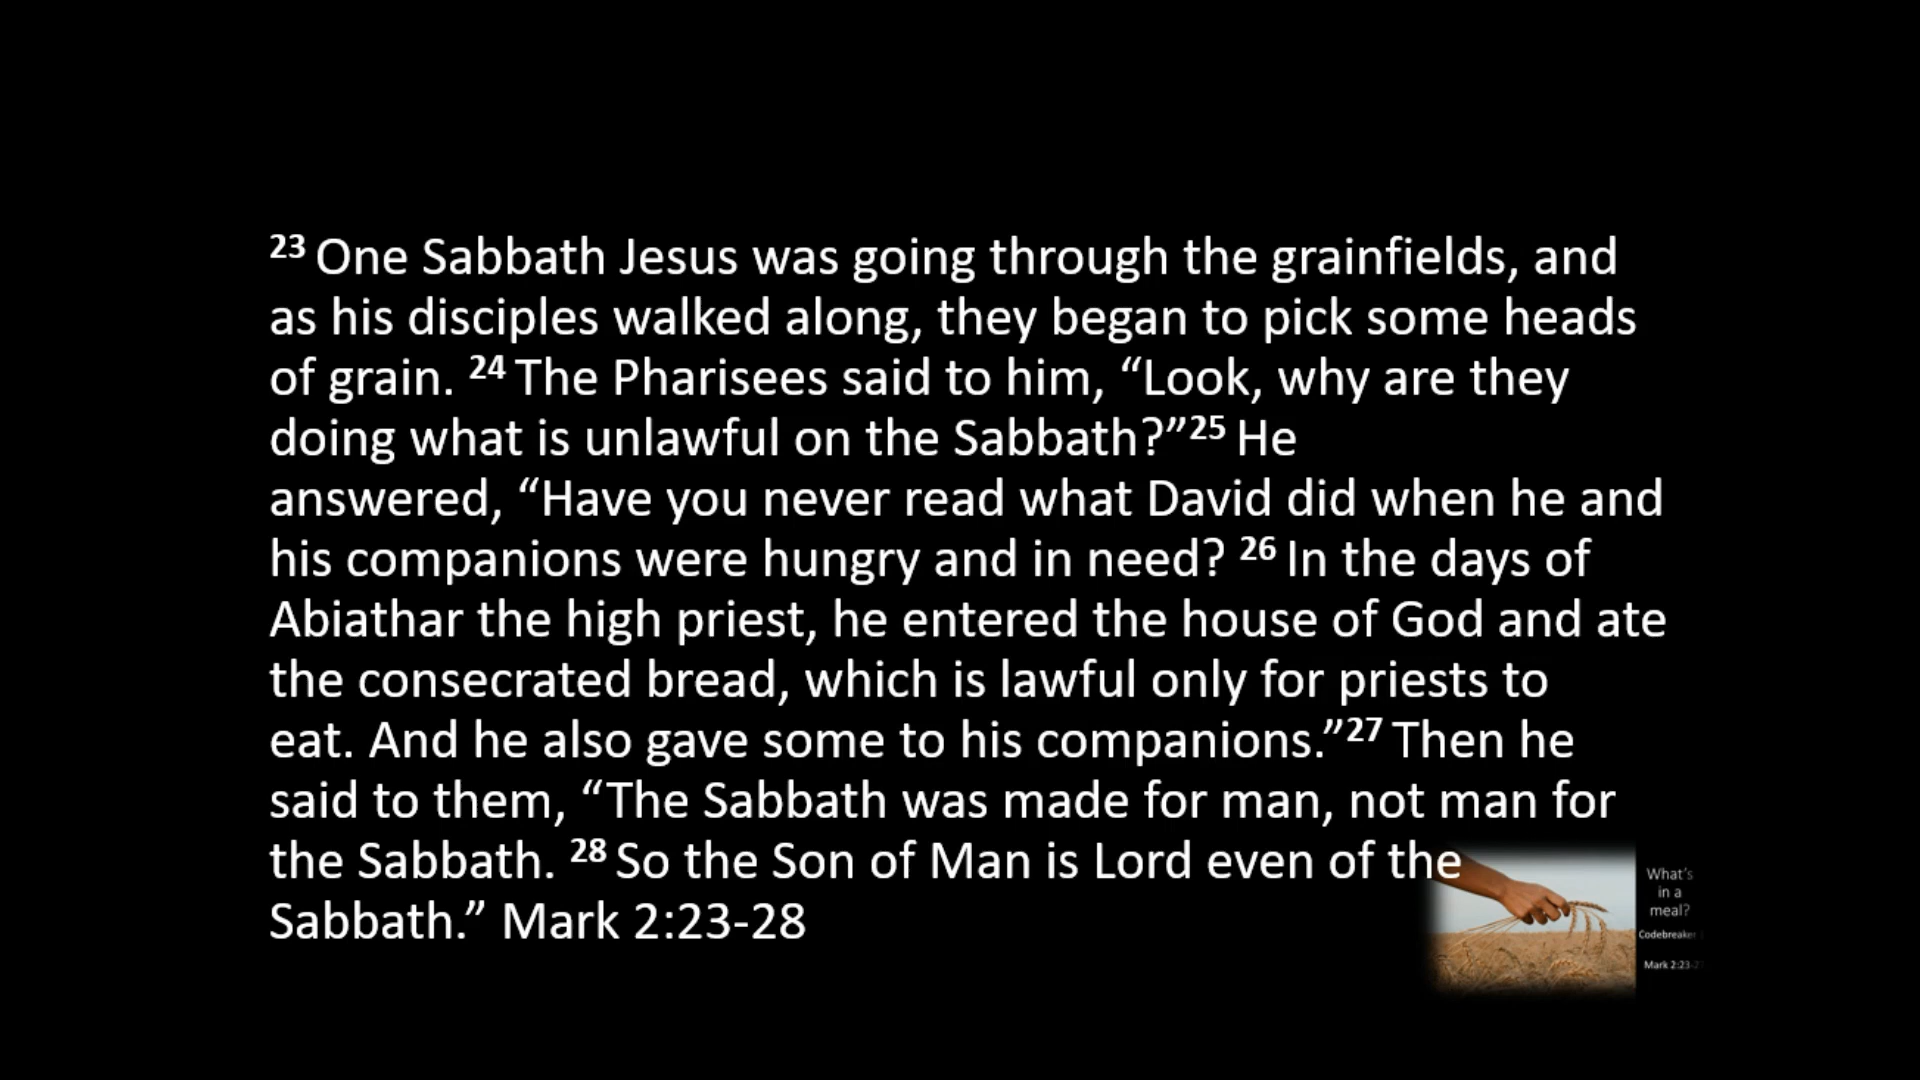 23 One Sabbath Jesus was going through the grainfields, and
as his disciples walked along, they began to pick some heads
of grain. 24 The Pharisees said to him, “Look, why are they
doing what is unlawful on the Sabbath?”25 He
answered, “Have you never read what David did when he and
his companions were hungry and in need? 26 In the days of
Abiathar the high priest, he entered the house of God and ate
the consecrated bread, which is lawful only for priests to
eat. And he also gave some to his companions.”27 Then he
said to them, “The Sabbath was made for man, not man for
the Sabbath. 28 So the Son of Man is Lord even of the
Sabbath.” Mark 2:23-28
What’s
in a
meal?
Codebreaker
Mark 2:23-2